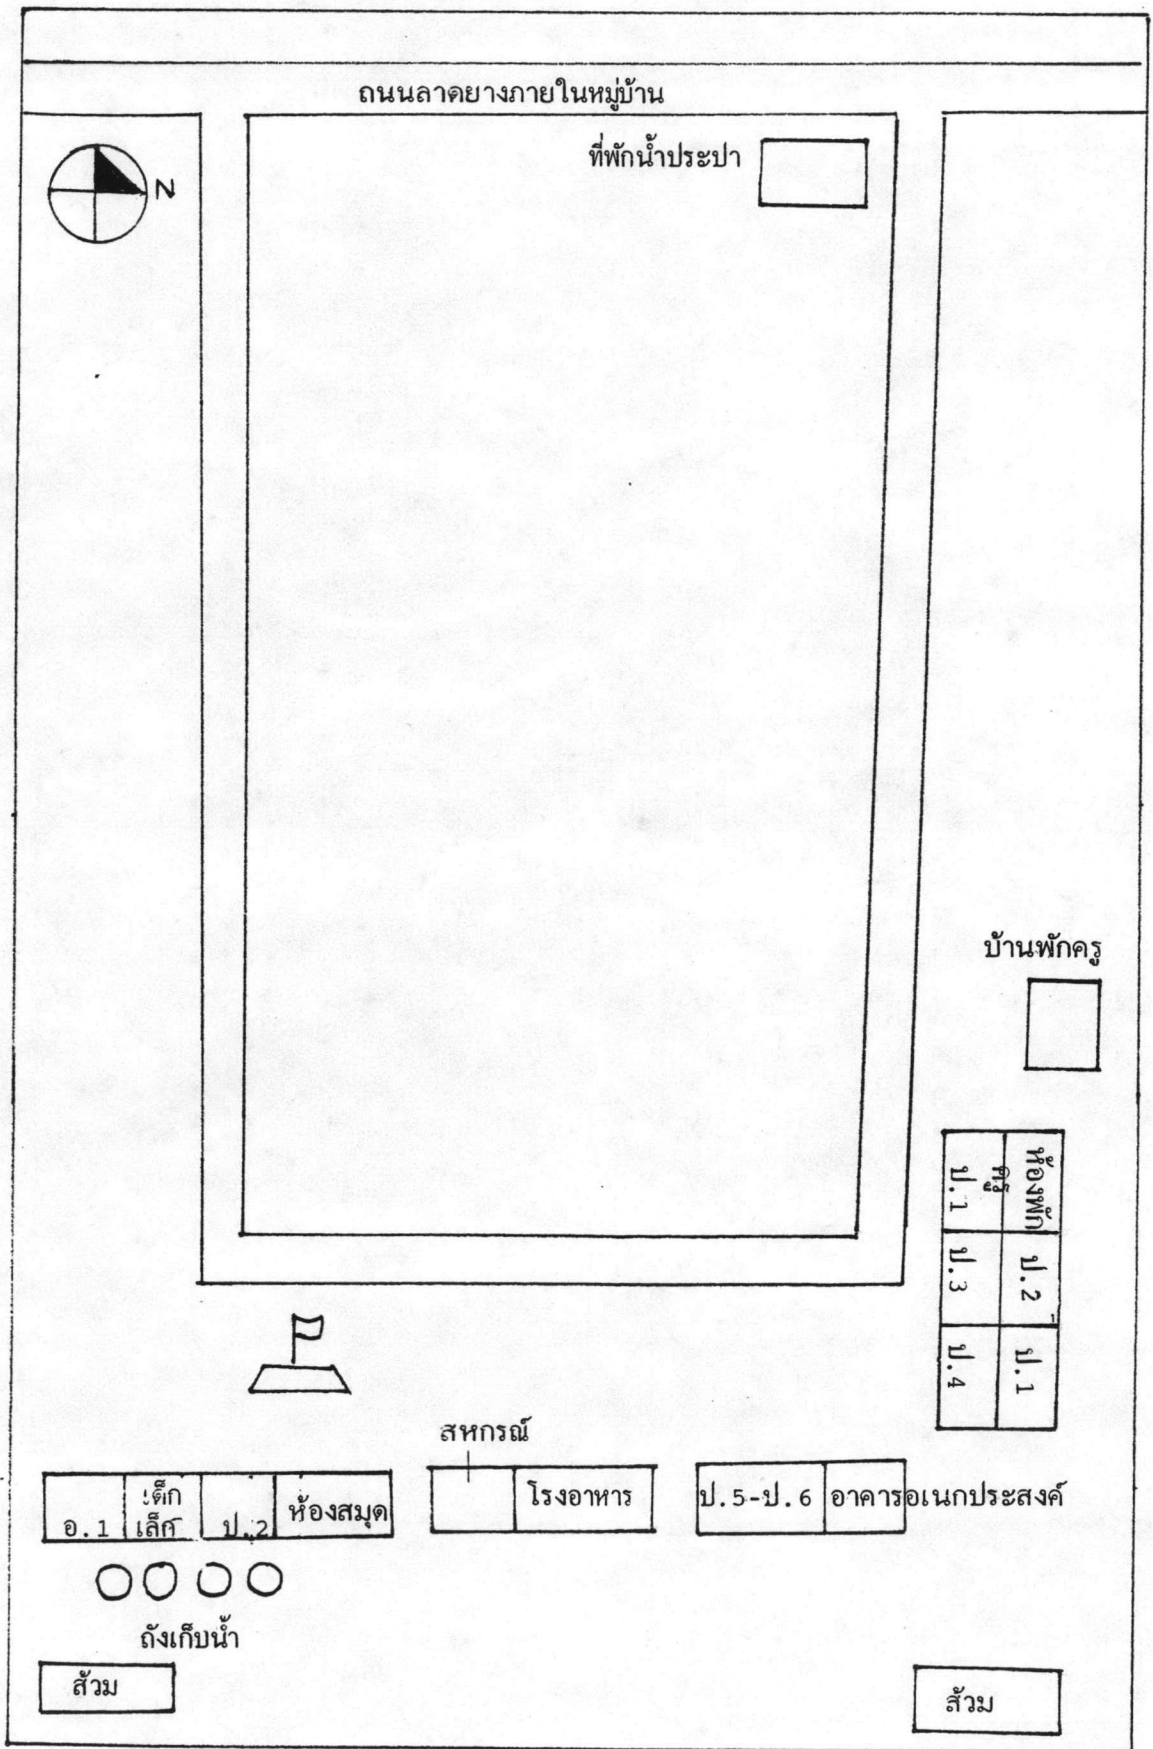 ถนนลาดยางภายในหมู่บ้าน
ที่พักน้ำประปา
N
บ้านพักครู
ห้องพัก
ครู
ป.1
ป.2
ป.3
ป.1
ป.4
สหกรณ์
อ.1
เด็ก
เล็ก
ป.2
ห้องสมุด
โรงอาหาร
ป.5-ป.6
อาคารอเนกประสงค์
ถังเก็บน้ำ
ส้วม
ส้วม